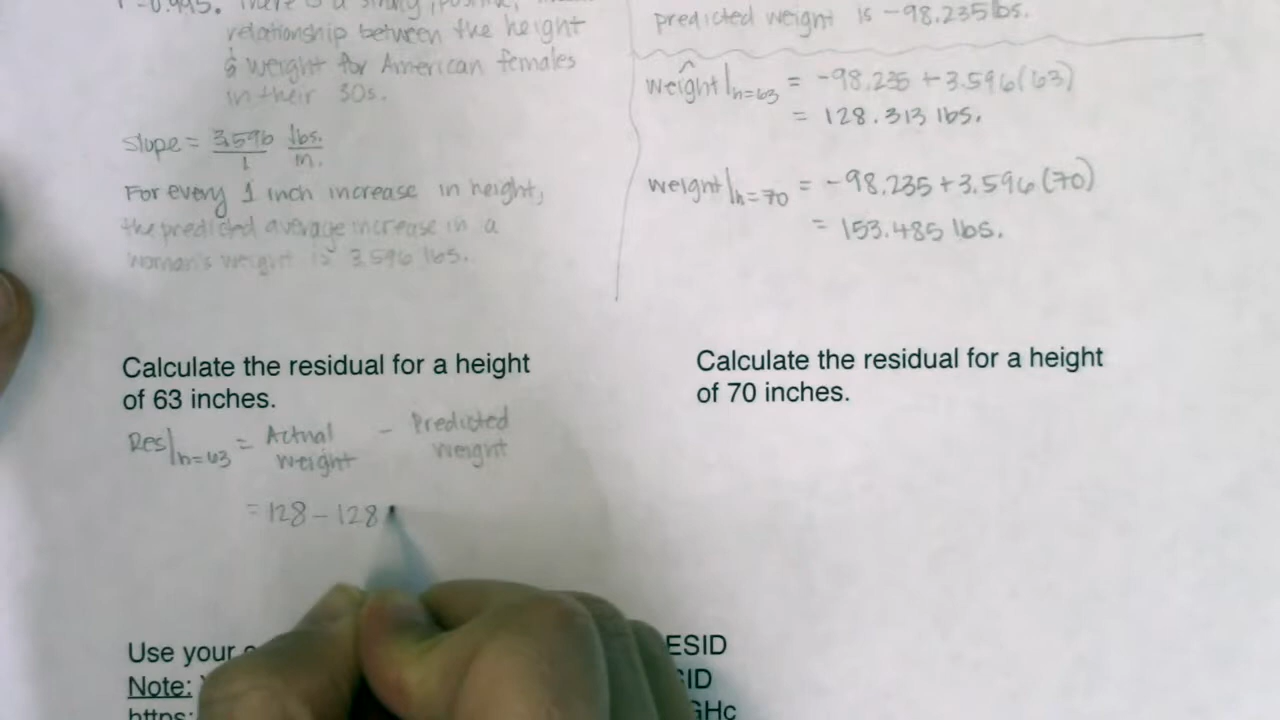 r=0.995. There is a strong, positive,
relationship between the height
& weight for American females
in their 30s.
Slope = 3.596 lbs.
1 in.
For every 1 inch increase in height,
the predicted average increase in a
woman's weight is 3.596 lbs.
predicted weight is -98.235 lbs.
weight|h=63 = -98.235 + 3.596(63)
= 128.313 lbs.
weight|h=70 = -98.235 + 3.596(70)
= 153.485 lbs.
Calculate the residual for a height
of 63 inches.
Res|h=63 = Actual weight - Predicted weight
= 128 - 128
Calculate the residual for a height
of 70 inches.
Use your
ESID
Note:
ID
https:
GHc